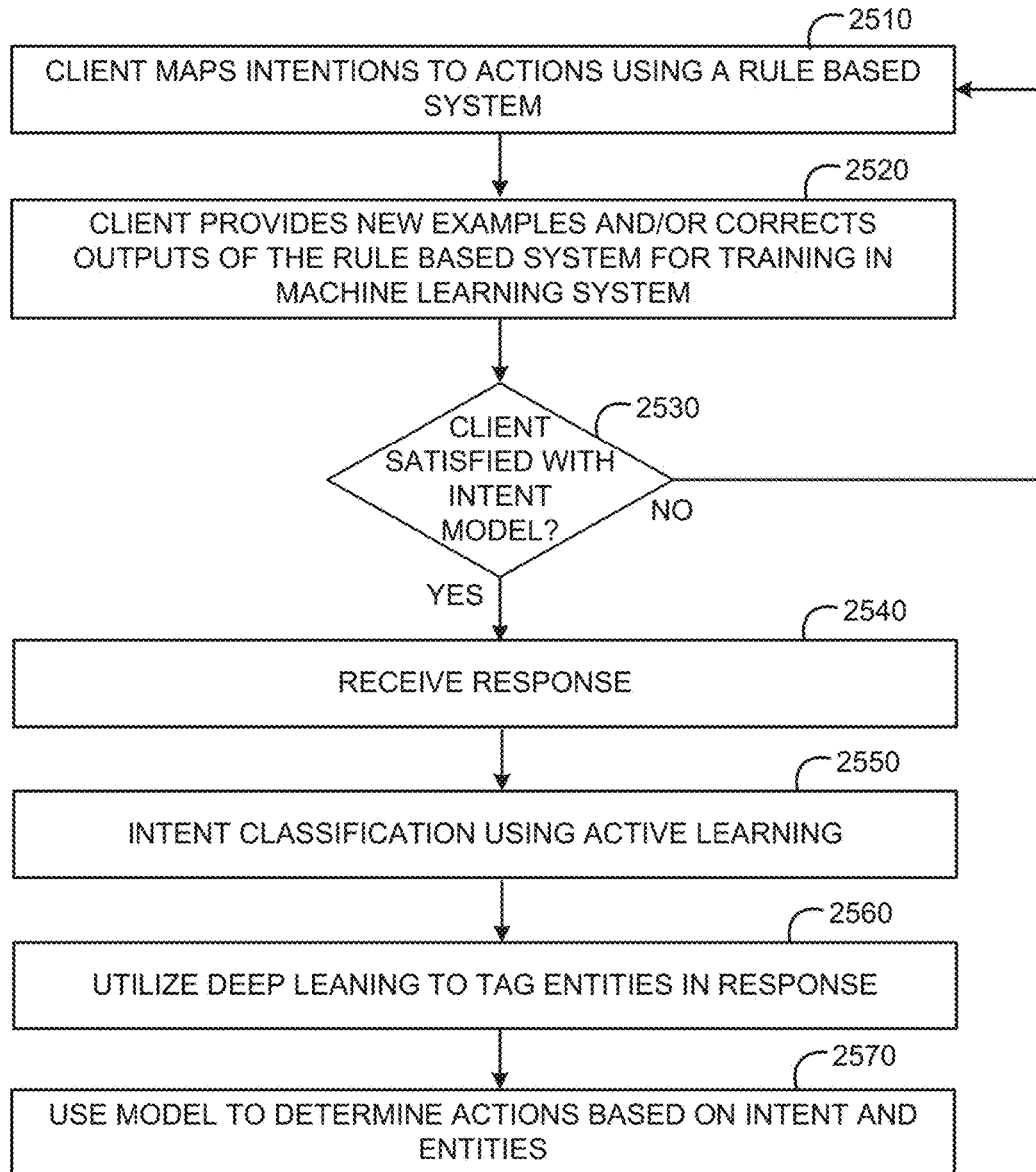 2510
CLIENT MAPS INTENTIONS TO ACTIONS USING A RULE BASED
SYSTEM
2520
CLIENT PROVIDES NEW EXAMPLES AND/OR CORRECTS
OUTPUTS OF THE RULE BASED SYSTEM FOR TRAINING IN
MACHINE LEARNING SYSTEM
2530
CLIENT
SATISFIED WITH
INTENT
MODEL?
NO
YES
2540
RECEIVE RESPONSE
2550
INTENT CLASSIFICATION USING ACTIVE LEARNING
2560
UTILIZE DEEP LEANING TO TAG ENTITIES IN RESPONSE
2570
USE MODEL TO DETERMINE ACTIONS BASED ON INTENT AND
ENTITIES